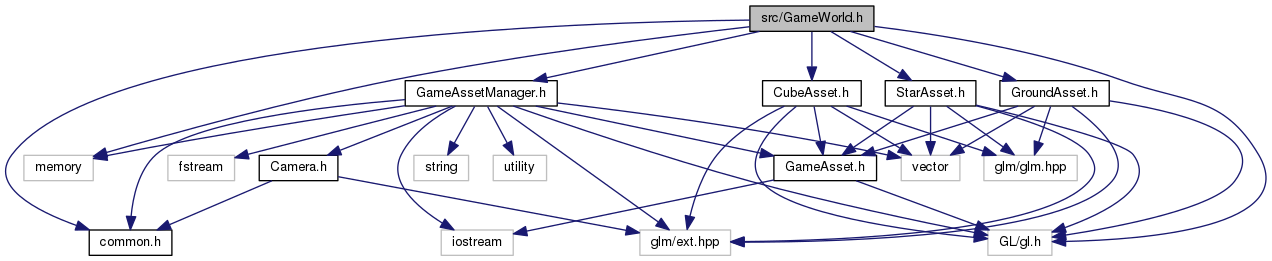 src/GameWorld.h
GameAssetManager.h
CubeAsset.h
StarAsset.h
GroundAsset.h
memory
fstream
Camera.h
string
utility
GameAsset.h
vector
glm/glm.hpp
common.h
iostream
glm/ext.hpp
GL/gl.h